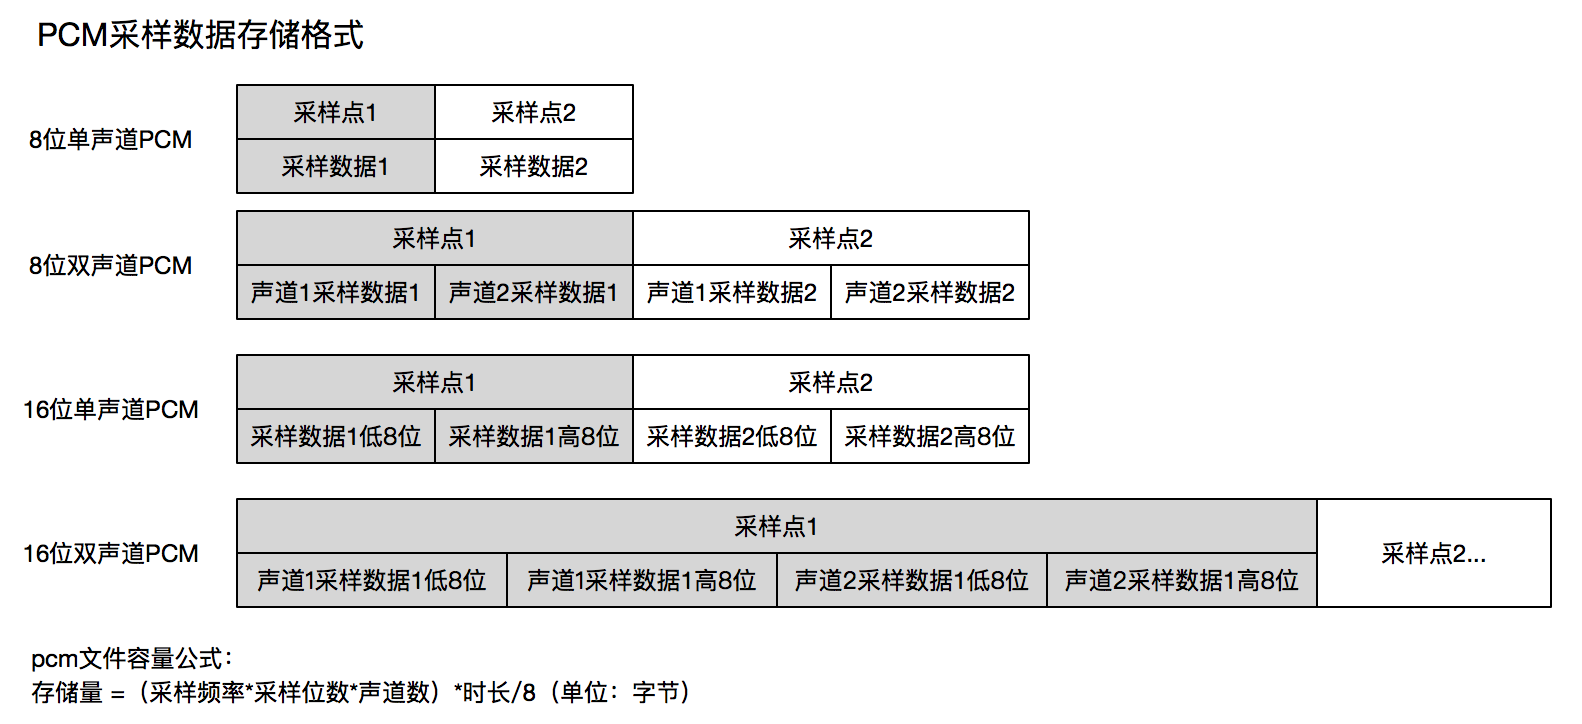 PCM采样数据存储格式
8位单声道PCM
采样点1 采样点2
采样数据1 采样数据2
8位双声道PCM
采样点1 采样点2
声道1采样数据1 声道2采样数据1 声道1采样数据2 声道2采样数据2
16位单声道PCM
采样点1 采样点2
采样数据1低8位 采样数据1高8位 采样数据2低8位 采样数据2高8位
16位双声道PCM
采样点1 采样点2...
声道1采样数据1低8位 声道1采样数据1高8位 声道2采样数据1低8位 声道2采样数据1高8位
pcm文件容量公式：
存储量 =（采样频率*采样位数*声道数）*时长/8（单位：字节）